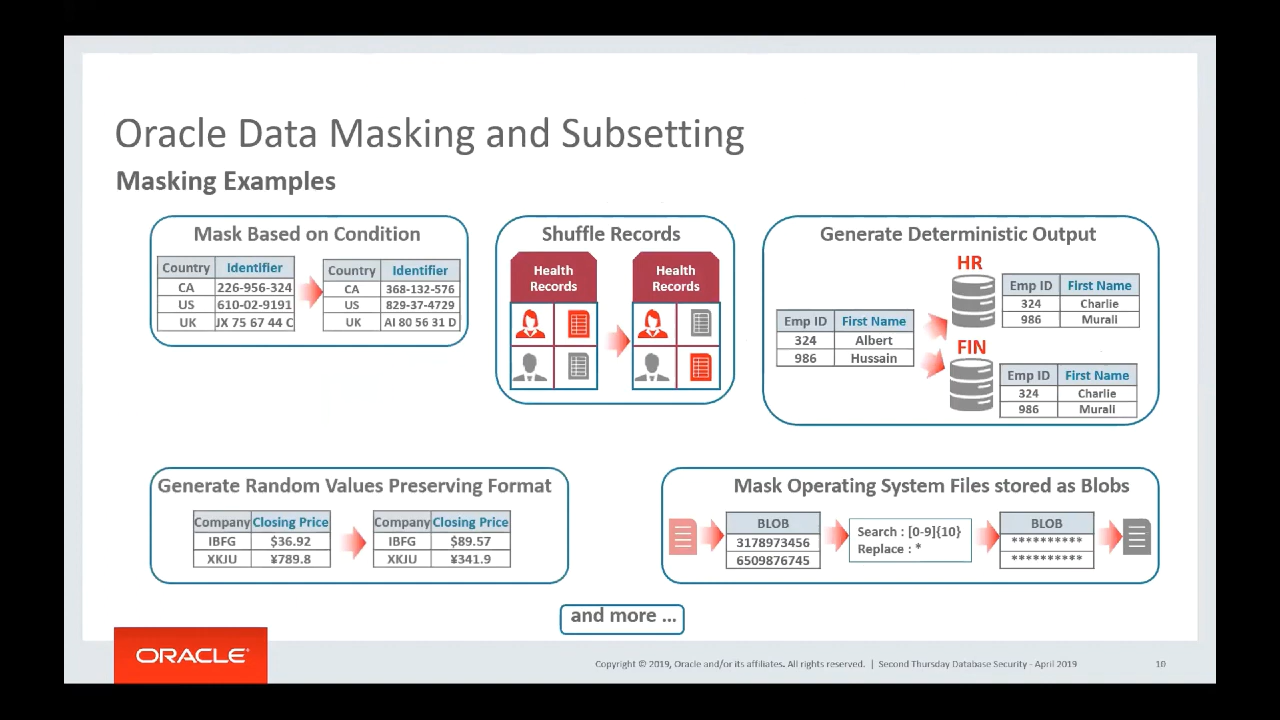 Oracle Data Masking and Subsetting
Masking Examples
Mask Based on Condition
Country Identifier
CA 226-956-324
US 610-02-9191
UK JX 75 67 44 C
Country Identifier
CA 368-132-576
US 829-37-4729
UK AI 80 56 31 D
Shuffle Records
Health
Records
Health
Records
Generate Deterministic Output
Emp ID First Name
324 Albert
986 Hussain
HR
Emp ID First Name
324 Charlie
986 Murali
FIN
Emp ID First Name
324 Charlie
986 Murali
Generate Random Values Preserving Format
Company Closing Price
IBFG $36.92
XKJU ¥789.8
Company Closing Price
IBFG $89.57
XKJU ¥341.9
Mask Operating System Files stored as Blobs
BLOB
3178973456
6509876745
Search : [0-9]{10}
Replace : *
BLOB
**********
**********
and more ...
ORACLE
Copyright © 2019, Oracle and/or its affiliates. All rights reserved. | Second Thursday Database Security - April 2019 10